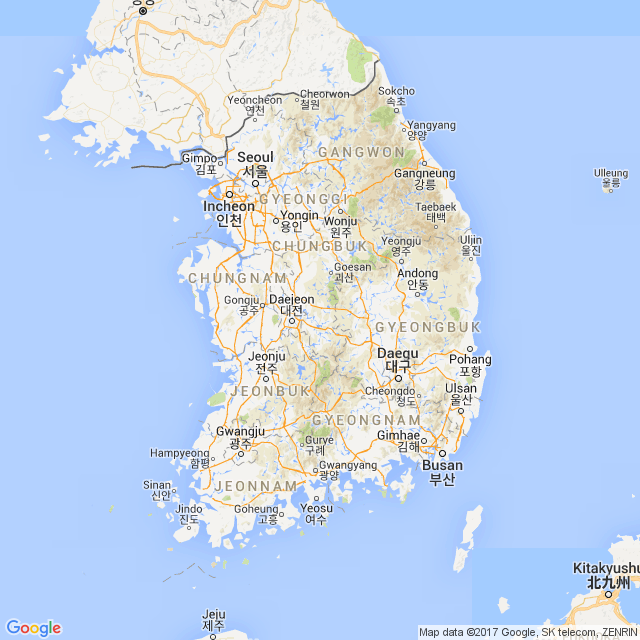 Cheorwon
철원
Sokcho
속초
Yeoncheon
연천
Yangyang
양양
GANGWON
Gimpo
김포
Seoul
서울
Gangneung
강릉
Ulleung
울릉
Incheon
인천
GYEONGGI
Yongin
용인
Wonju
원주
Taebaek
태백
CHUNGBUK
Yeongju
영주
Uljin
울진
CHUNGNAM
Goesan
괴산
Andong
안동
Gongju
공주
Daejeon
대전
GYEONGBUK
Jeonju
전주
Daegu
대구
Pohang
포항
JEONBUK
Cheongdo
청도
Ulsan
울산
GYEONGNAM
Gwangju
광주
Gurye
구례
Gimhae
김해
Hampyeong
함평
Gwangyang
광양
Busan
부산
Sinan
신안
JEONNAM
Jindo
진도
Goheung
고흥
Yeosu
여수
Kitakyushu
北九州
Jeju
제주
Google
Map data ©2017 Google, SK telecom, ZENRIN